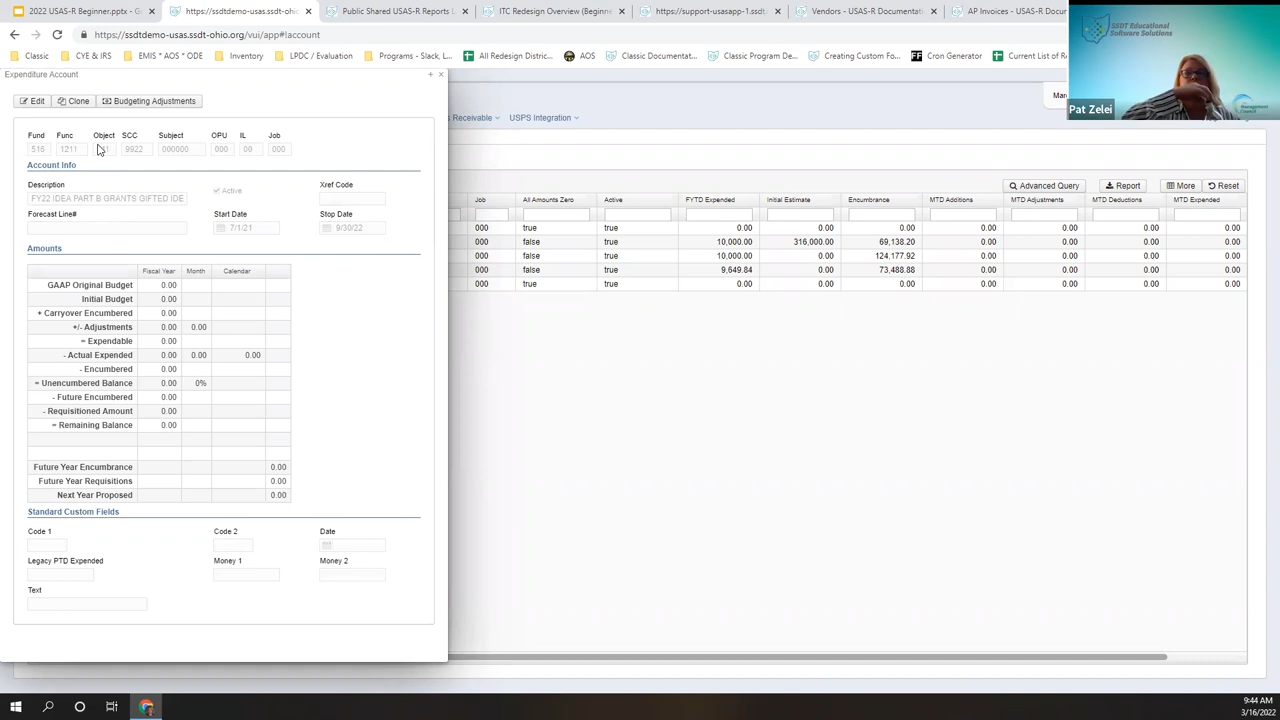 2022 USAS-R Beginner.pptx - G
https://ssdtdemo-usas.ssdt-ohio
Public Shared USAS-R Reports L
ITC Redesign Overview (Beginne
https://support-usasapp-1.ssdt-
Vendors - USAS-R Documentati
AP Invoices - USAS-R Docum
https://ssdtdemo-usas.ssdt-ohio.org/vui/app#!account
Classic
CYE & IRS
EMIS * AOS * ODE
Inventory
LPDC / Evaluation
Programs - Slack, L...
All Redesign Distri...
AOS
Classic Documentat...
Classic Program De...
Creating Custom Fo...
Cron Generator
Current List of Re
SSDT Educational
Software Solutions
Management
Council
Pat Zelei
Expenditure Account
Edit Clone Budgeting Adjustments
Mar
s Receivable USPS Integration
Fund Func Object SCC Subject OPU IL Job
516 1211 9922 000000 000 00 000
Account Info
Description Xref Code
FY22 IDEA PART B GRANTS GIFTED IDE Active
Forecast Line# Start Date Stop Date
7/1/21 9/30/22
Amounts
Fiscal Year Month Calendar
GAAP Original Budget 0.00
Initial Budget 0.00
+ Carryover Encumbered 0.00
+/- Adjustments 0.00 0.00
= Expendable 0.00
- Actual Expended 0.00 0.00 0.00
- Encumbered 0.00
= Unencumbered Balance 0.00 0%
- Future Encumbered 0.00
- Requisitioned Amount 0.00
= Remaining Balance 0.00
Future Year Encumbrance 0.00
Future Year Requisitions 0.00
Next Year Proposed 0.00
Standard Custom Fields
Code 1 Code 2 Date
Legacy PTD Expended Money 1 Money 2
Text
Advanced Query Report More Reset
Job All Amounts Zero Active FYTD Expended Initial Estimate Encumbrance MTD Additions MTD Adjustments MTD Deductions MTD Expended
000 true true 0.00 0.00 0.00 0.00 0.00 0.00 0.00
000 false true 10,000.00 316,000.00 69,138.20 0.00 0.00 0.00 0.00
000 false true 10,000.00 0.00 124,177.92 0.00 0.00 0.00 0.00
000 false true 9,649.84 0.00 73,488.88 0.00 0.00 0.00 0.00
000 true true 0.00 0.00 0.00 0.00 0.00 0.00 0.00
9:44 AM
3/16/2022